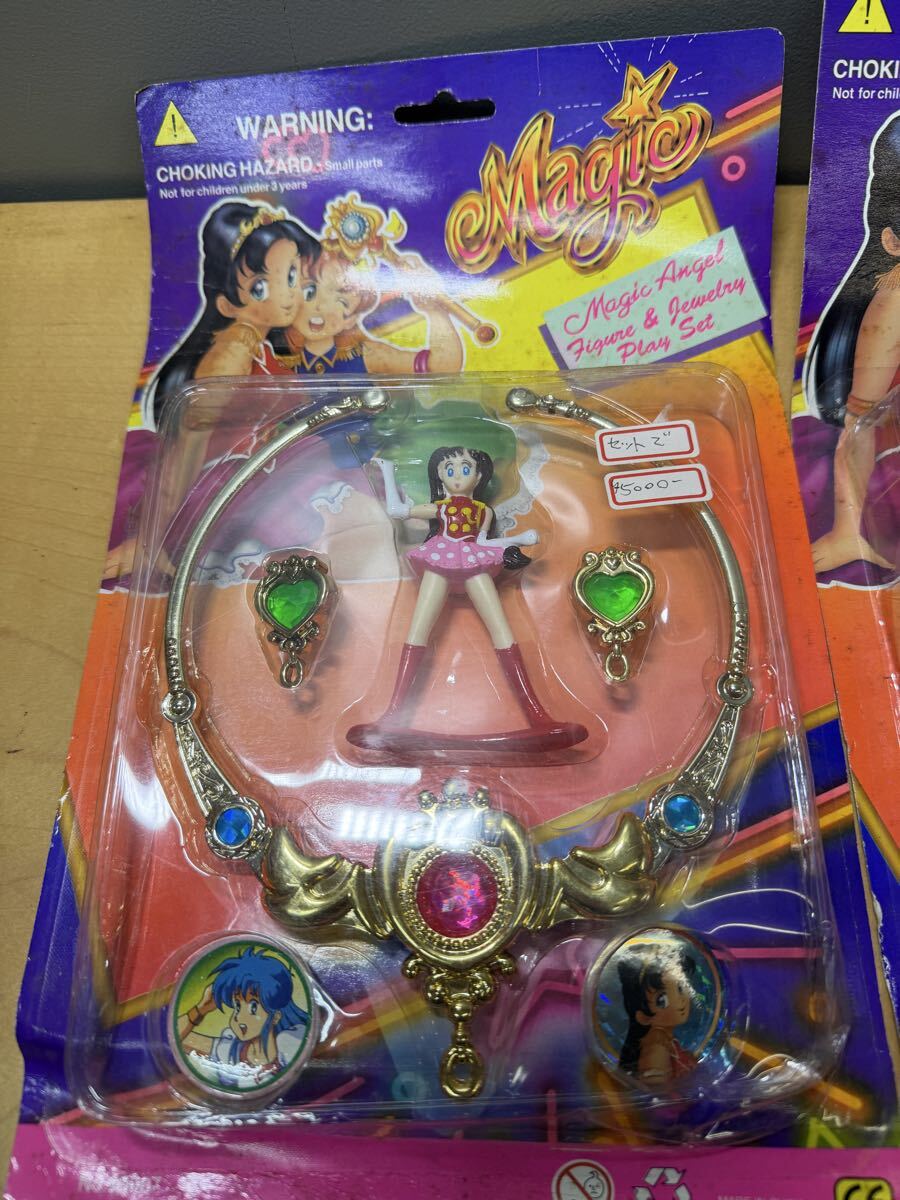 WARNING:
CHOKING HAZARD - Small parts
Not for children under 3 years
Magic
Magic Angel
Figure & Jewelry
Play Set
セットで
¥5000-
CHOKI
Not for chil